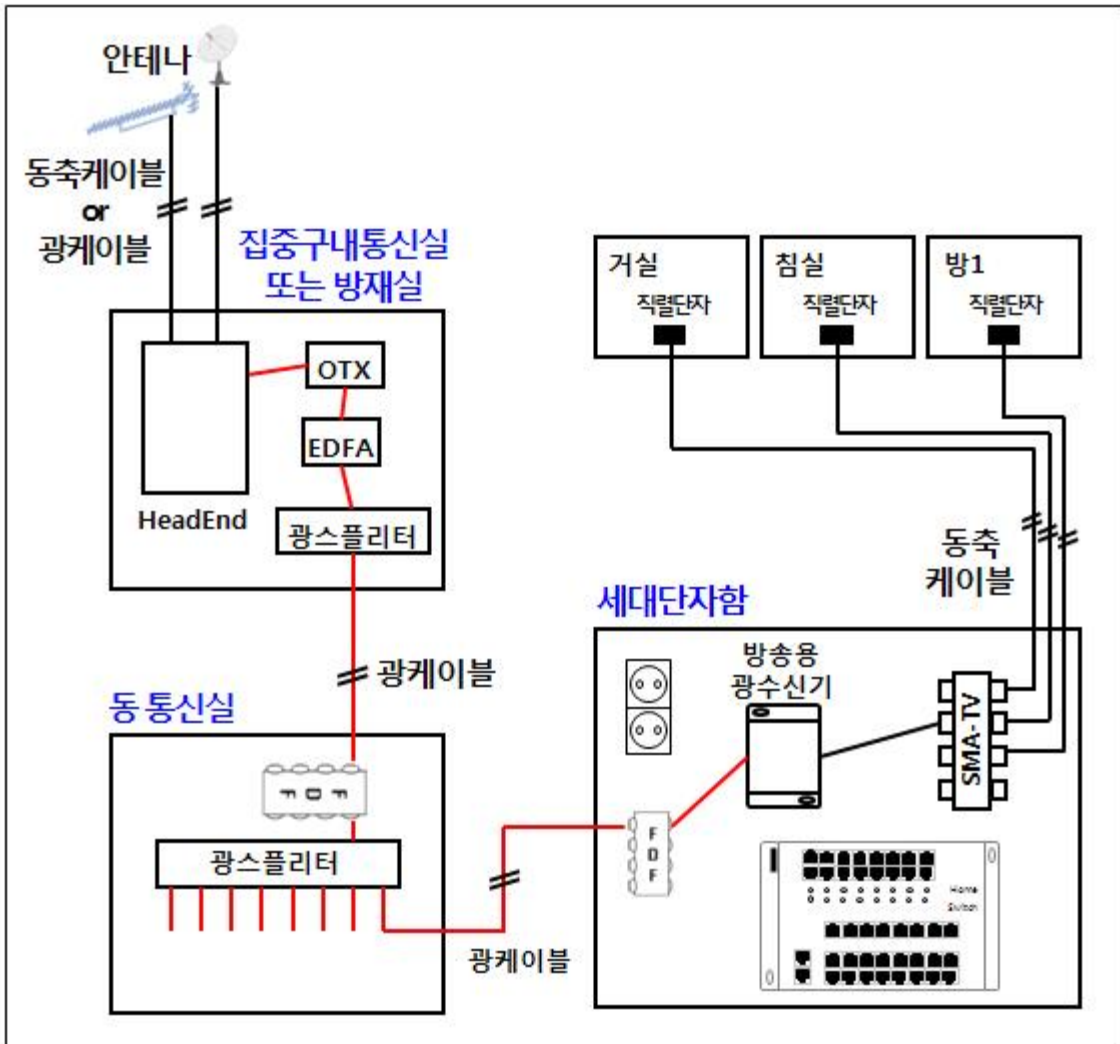 안테나
동축케이블
or
광케이블
집중구내통신실
또는 방재실
OTX
EDFA
HeadEnd
광스플리터
광케이블
동 통신실
FDF
광스플리터
광케이블
거실
직렬단자
침실
직렬단자
방1
직렬단자
동축
케이블
세대단자함
방송용
광수신기
SMA-TV
FDF
Home
Switch